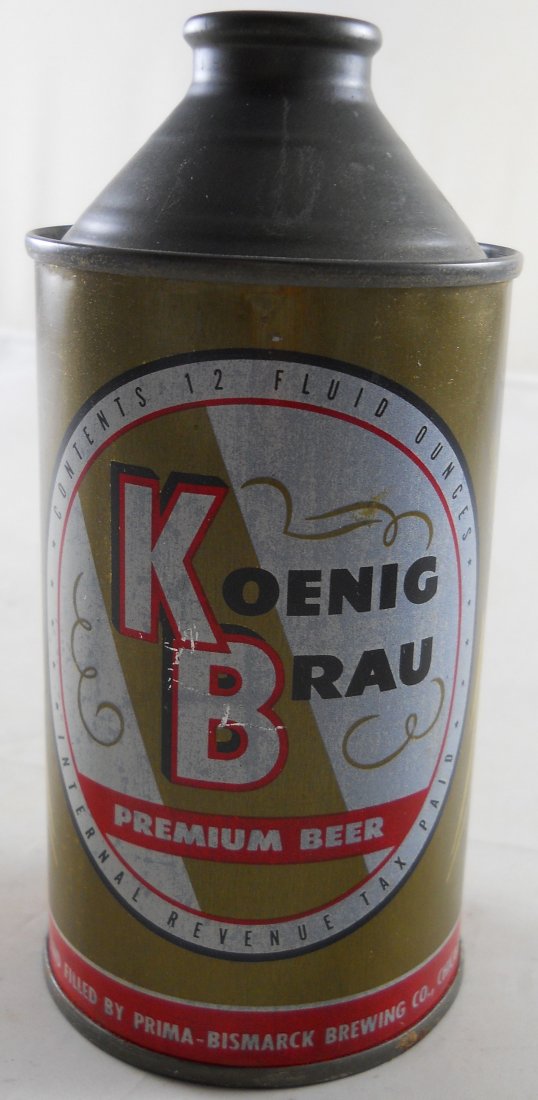 CONTENTS 12 FLUID OUNCES
KOENIG
BRAU
PREMIUM BEER
INTERNAL REVENUE TAX PAID
FILLED BY PRIMA-BISMARCK BREWING CO.,